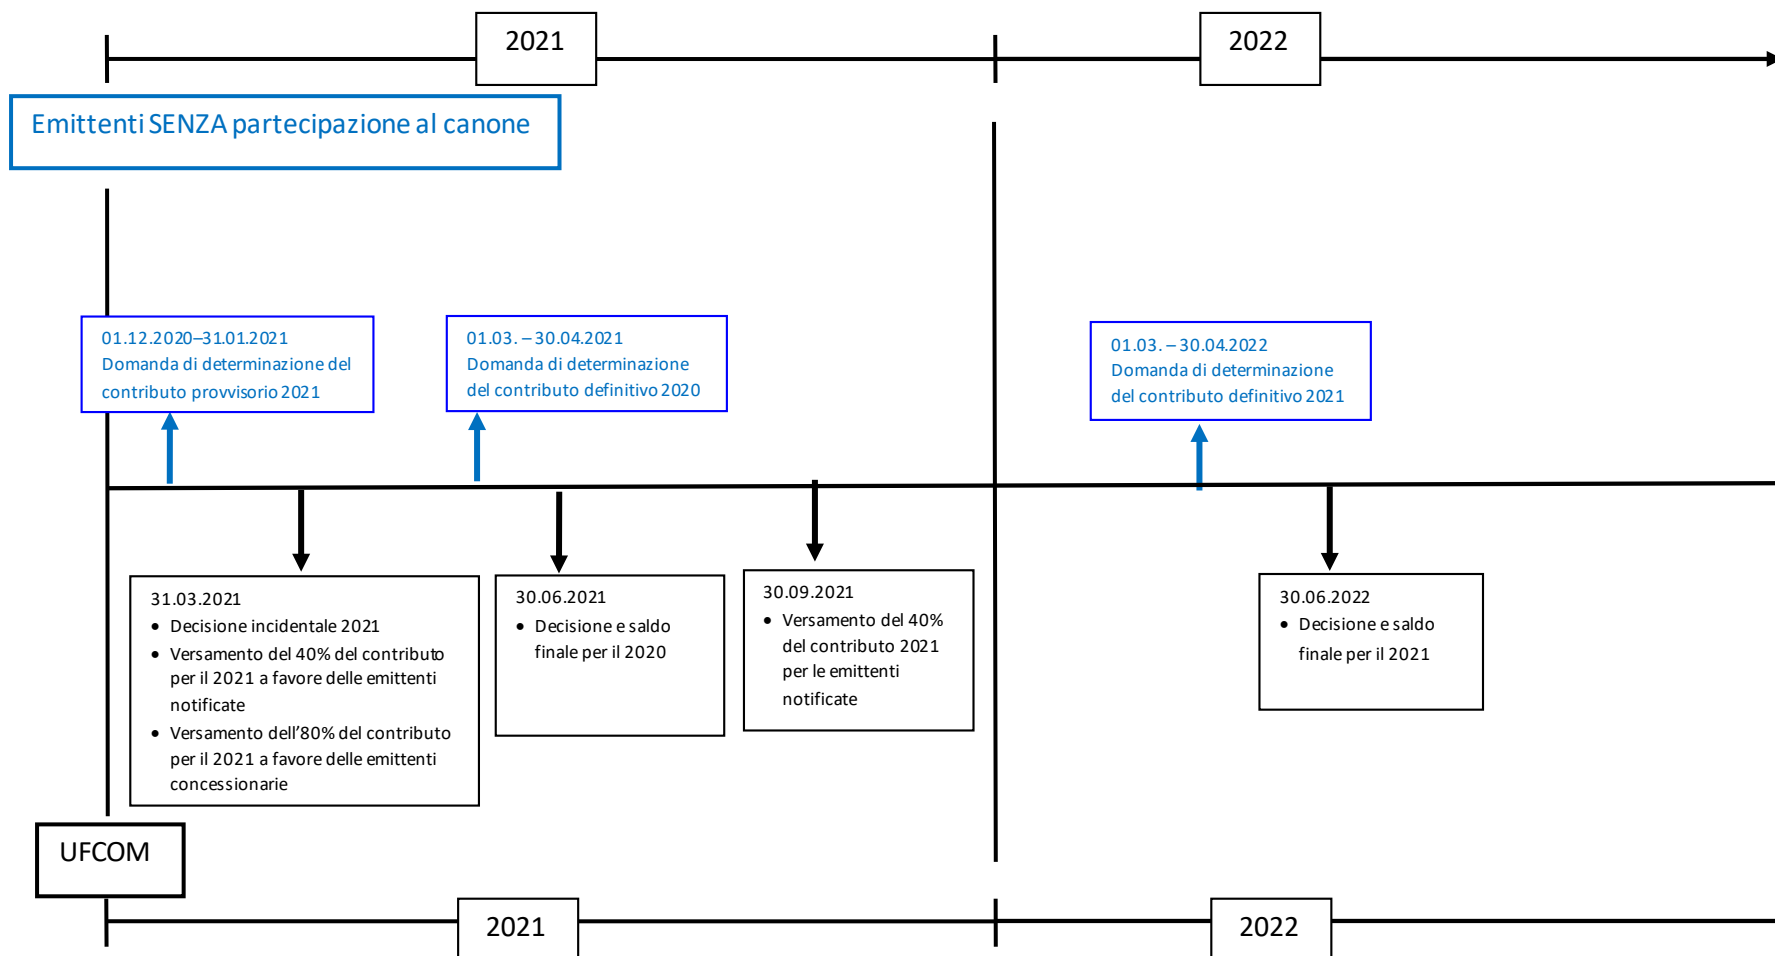 2021
2022
Emittenti SENZA partecipazione al canone
01.12.2020–31.01.2021
Domanda di determinazione del
contributo provvisorio 2021
01.03. – 30.04.2021
Domanda di determinazione
del contributo definitivo 2020
01.03. – 30.04.2022
Domanda di determinazione
del contributo definitivo 2021
31.03.2021
• Decisione incidentale 2021
• Versamento del 40% del contributo
per il 2021 a favore delle emittenti
notificate
• Versamento dell’80% del contributo
per il 2021 a favore delle emittenti
concessionarie
30.06.2021
• Decisione e saldo
finale per il 2020
30.09.2021
• Versamento del 40%
del contributo 2021
per le emittenti
notificate
30.06.2022
• Decisione e saldo
finale per il 2021
UFCOM
2021
2022